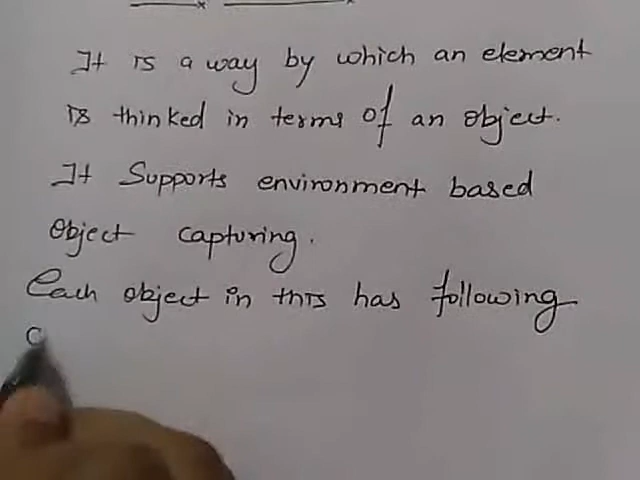 It is a way by which an element
is thinked in terms of an object.
It Supports environment based
object capturing.
Each object in this has following